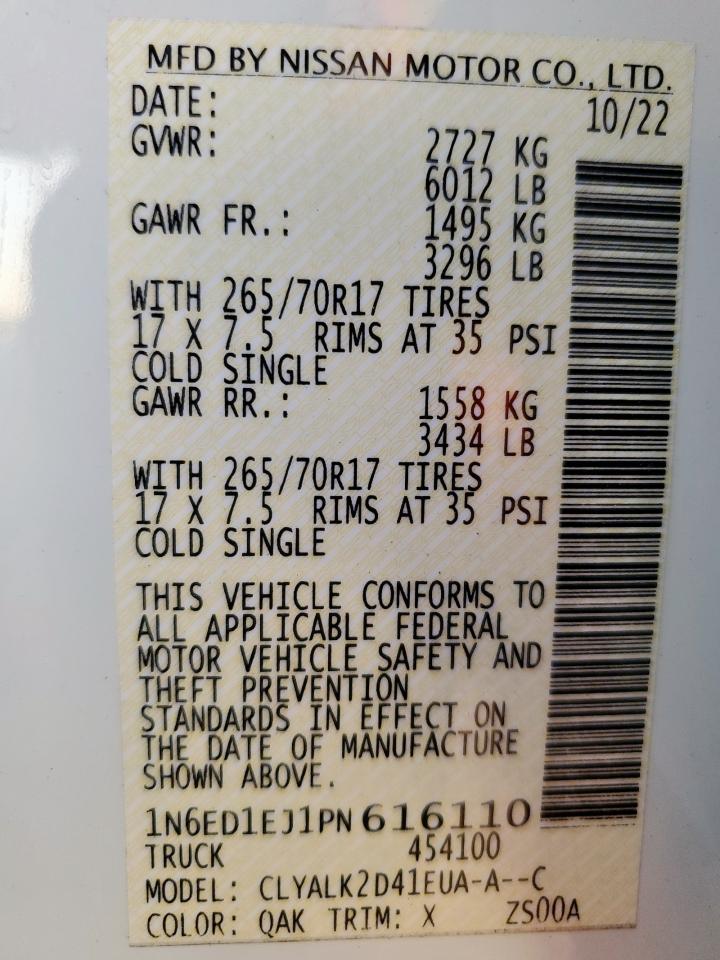 MFD BY NISSAN MOTOR CO., LTD.
DATE: 10/22
GVWR: 2727 KG
6012 LB
GAWR FR.: 1495 KG
3296 LB
WITH 265/70R17 TIRES
17 X 7.5 RIMS AT 35 PSI
COLD SINGLE
GAWR RR.: 1558 KG
3434 LB
WITH 265/70R17 TIRES
17 X 7.5 RIMS AT 35 PSI
COLD SINGLE
THIS VEHICLE CONFORMS TO
ALL APPLICABLE FEDERAL
MOTOR VEHICLE SAFETY AND
THEFT PREVENTION
STANDARDS IN EFFECT ON
THE DATE OF MANUFACTURE
SHOWN ABOVE.
1N6ED1EJ1PN616110
TRUCK 454100
MODEL: CLYALK2D41EUA-A--C
COLOR: QAK TRIM: X ZS00A